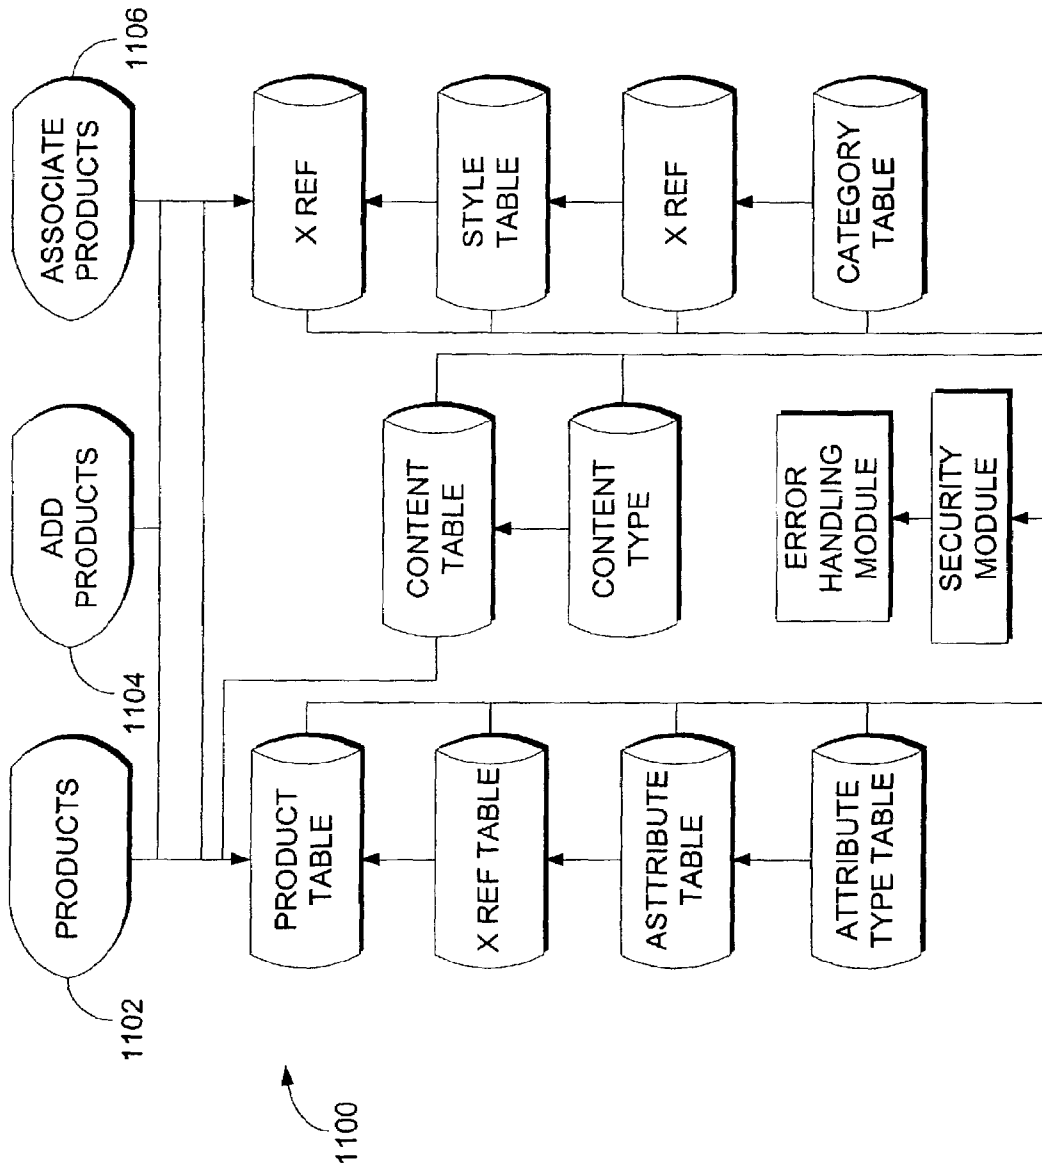 1102
PRODUCTS
1104
ADD
PRODUCTS
1106
ASSOCIATE
PRODUCTS
1100
PRODUCT
TABLE
X REF TABLE
ASTTRIBUTE
TABLE
ATTRIBUTE
TYPE TABLE
CONTENT
TABLE
CONTENT
TYPE
ERROR
HANDLING
MODULE
SECURITY
MODULE
X REF
STYLE
TABLE
X REF
CATEGORY
TABLE